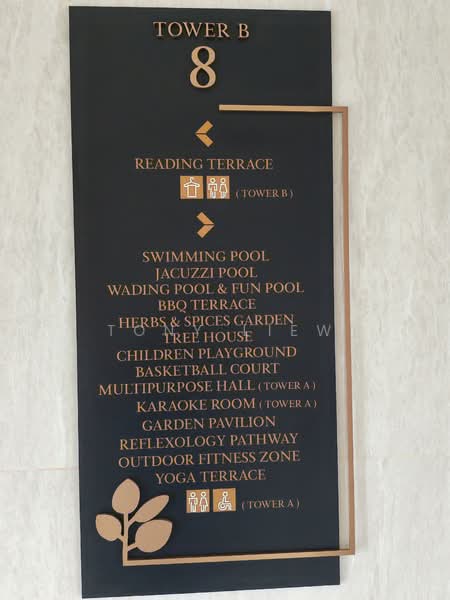 TOWER B
8
READING TERRACE
( TOWER B )
SWIMMING POOL
JACUZZI POOL
WADING POOL & FUN POOL
BBQ TERRACE
HERBS & SPICES GARDEN
TONY LIEW
TREE HOUSE
CHILDREN PLAYGROUND
BASKETBALL COURT
MULTIPURPOSE HALL ( TOWER A )
KARAOKE ROOM ( TOWER A )
GARDEN PAVILION
REFLEXOLOGY PATHWAY
OUTDOOR FITNESS ZONE
YOGA TERRACE
( TOWER A )